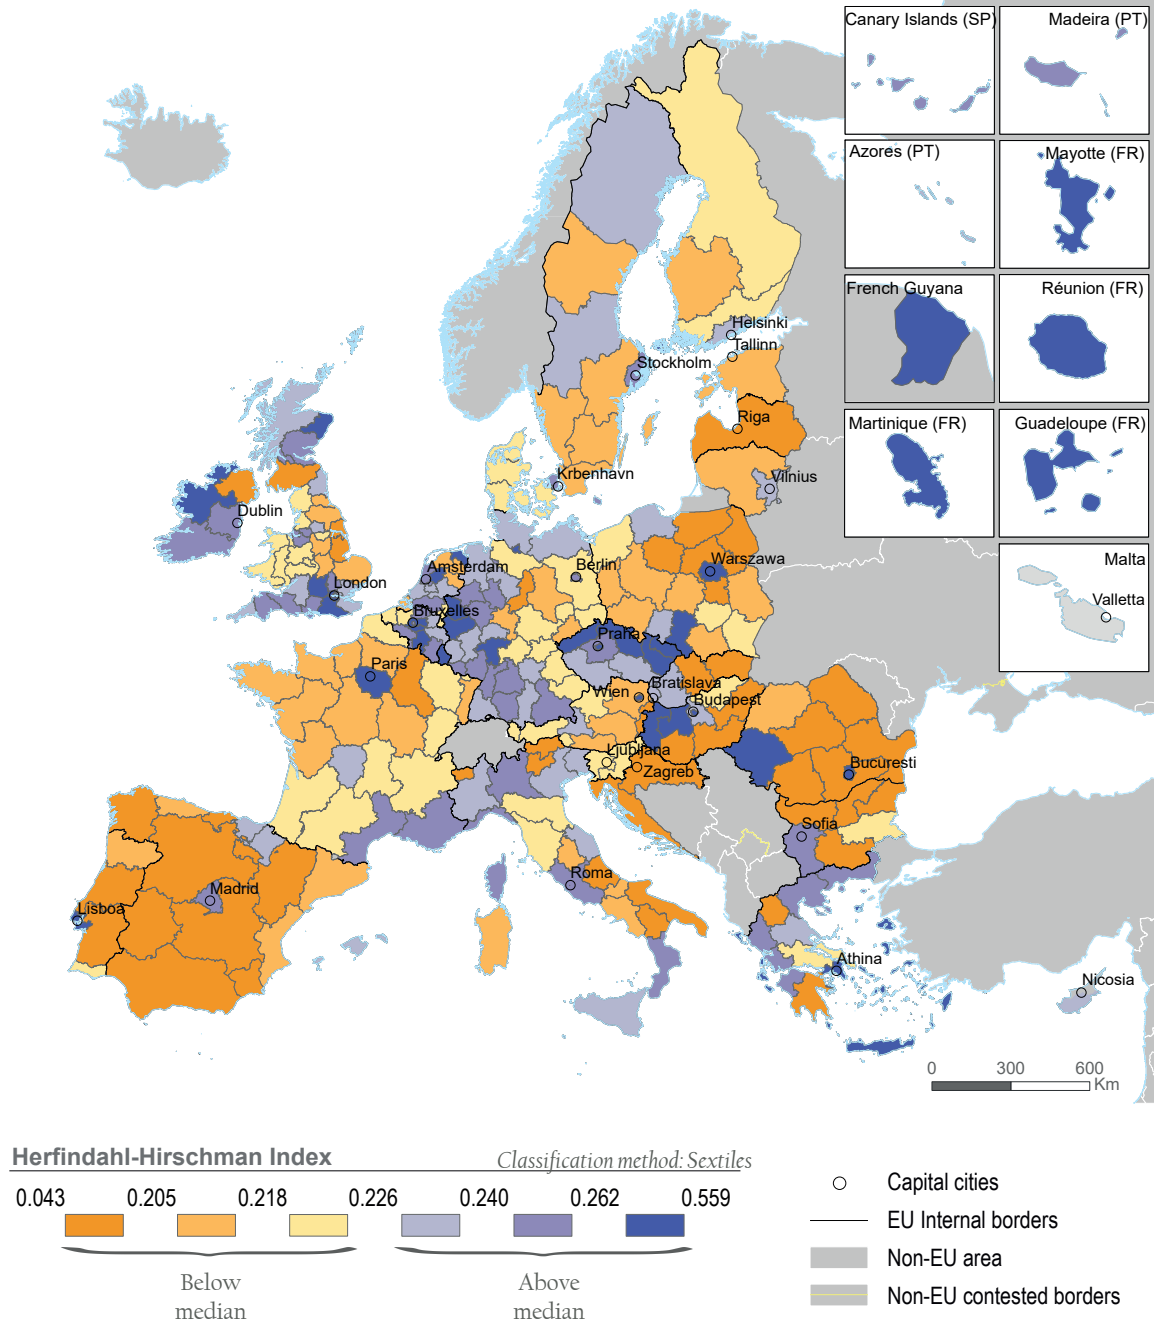 Canary Islands (SP)
Madeira (PT)
Azores (PT)
Mayotte (FR)
French Guyana
Réunion (FR)
Martinique (FR)
Guadeloupe (FR)
Malta
Valletta
Helsinki
Tallinn
Stockholm
Riga
Krbenhavn
Vilnius
Dublin
London
Amsterdam
Berlin
Warszawa
Bruxelles
Praha
Paris
Wien
Bratislava
Budapest
Ljubljana
Zagreb
Bucuresti
Sofia
Roma
Madrid
Lisboa
Athina
Nicosia
0 300 600
Km
Herfindahl-Hirschman Index
Classification method: Sextiles
0.043 0.205 0.218 0.226 0.240 0.262 0.559
Below
median
Above
median
Capital cities
EU Internal borders
Non-EU area
Non-EU contested borders